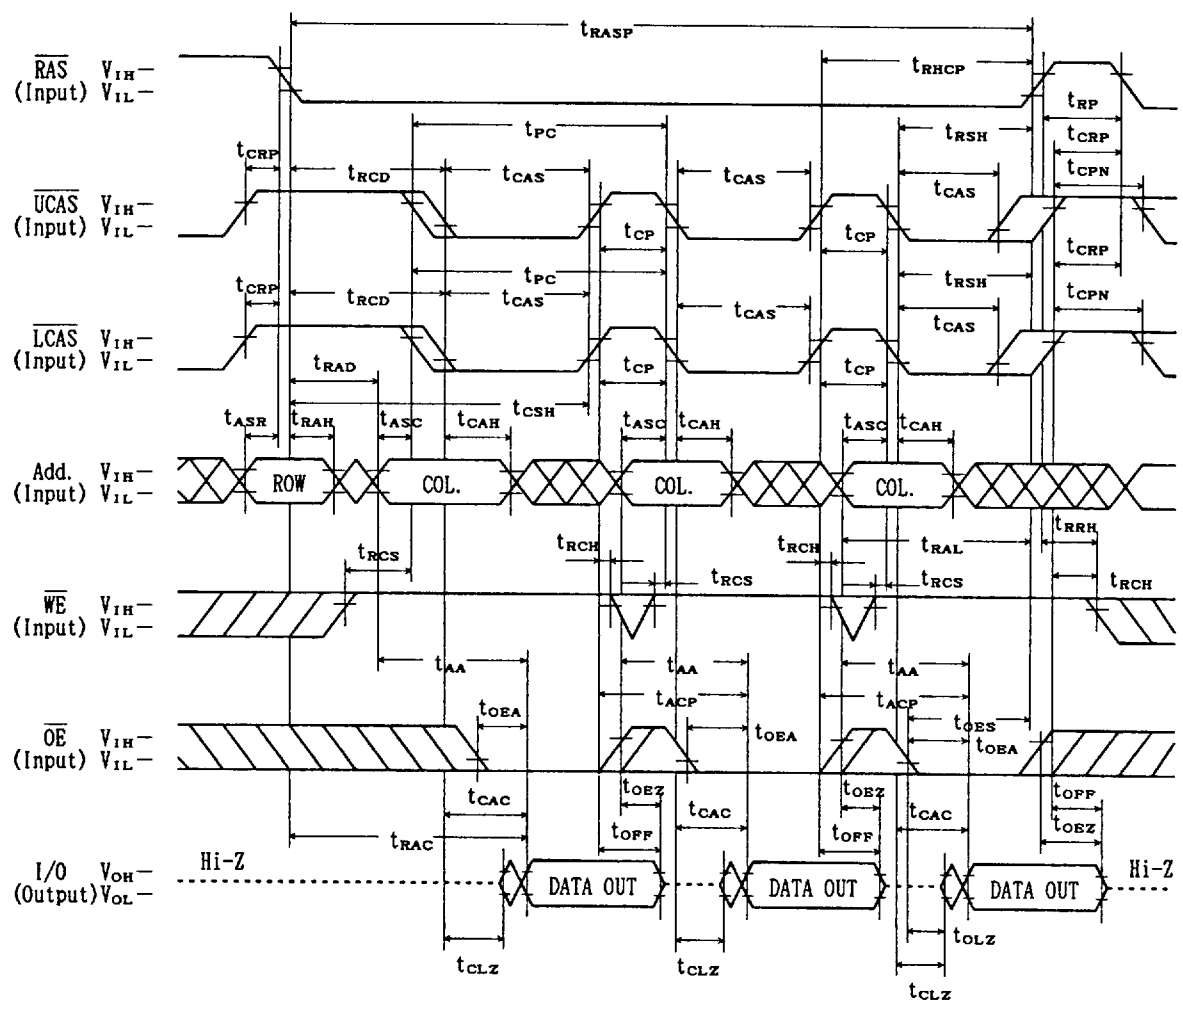 tRASP
RAS VIH
(Input) VIL
tRHCP
tRP
tPC
tRSH
tCRP
tCRP
tRCD
tCAS
tCAS
tCAS
tCPN
UCAS VIH
(Input) VIL
tCP
tCP
tCRP
tPC
tRSH
tCRP
tRCD
tCAS
tCAS
tCAS
tCPN
LCAS VIH
(Input) VIL
tRAD
tCP
tCP
tCSH
tASR
tRAH
tASC
tCAH
tASC
tCAH
tASC
tCAH
Add. VIH
(Input) VIL
ROW
COL.
COL.
COL.
tRCS
tRCH
tRCS
tRCH
tRAL
tRCS
tRRH
tRCH
WE VIH
(Input) VIL
tAA
tAA
tAA
tACP
tACP
tOEA
tOEA
tOES
tOEA
OE VIH
(Input) VIL
tCAC
tOEZ
tCAC
tOEZ
tCAC
tOFF
tRAC
tOFF
tOFF
tOEZ
Hi-Z
Hi-Z
I/O VOH
(Output) VOL
DATA OUT
DATA OUT
DATA OUT
tCLZ
tCLZ
tOLZ
tCLZ